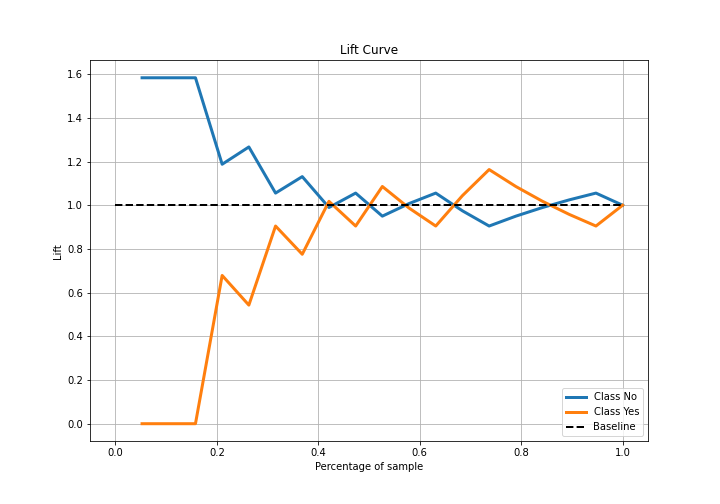 Lift Curve
1.6
1.4
1.2
1.0
0.8
0.6
0.4
0.2
0.0
Lift
0.0 0.2 0.4 0.6 0.8 1.0
Percentage of sample
Class No
Class Yes
Baseline